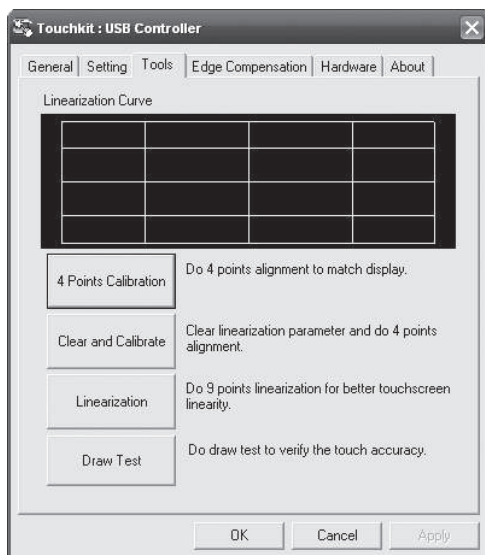 Touchkit : USB Controller
General Setting Tools Edge Compensation Hardware About
Linearization Curve
4 Points Calibration
Do 4 points alignment to match display.
Clear and Calibrate
Clear linearization parameter and do 4 points
alignment.
Linearization
Do 9 points linearization for better touchscreen
linearity.
Draw Test
Do draw test to verify the touch accuracy.
OK Cancel Apply